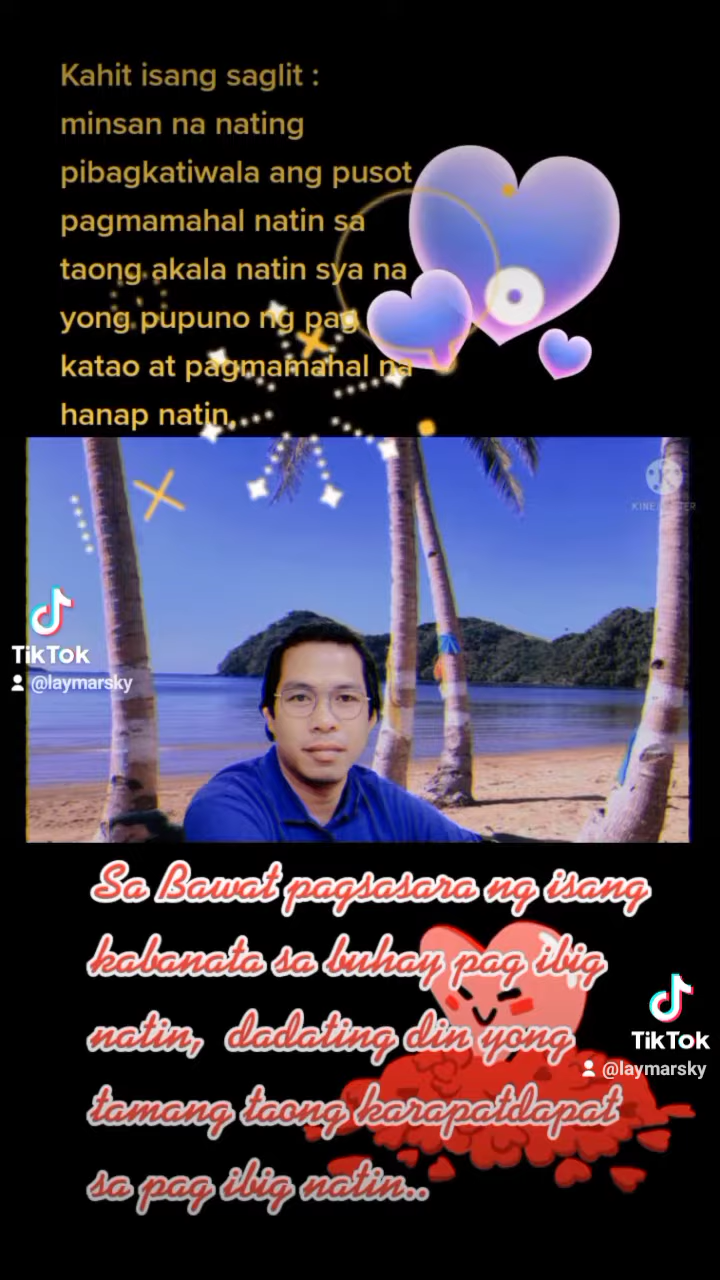 Kahit isang saglit :
minsan na nating
pibagkatiwala ang pusot
pagmamahal natin sa
taong akala natin sya na
yong pupuno ng pag
katao at pagmamahal na
hanap natin,
KINEMASTER
TikTok
@laymarsky
Sa Bawat pagsasara ng isang
kabanata sa buhay pag ibig
natin, dadating din yong
tamang taong karapatdapat
sa pag ibig natin..
TikTok
@laymarsky